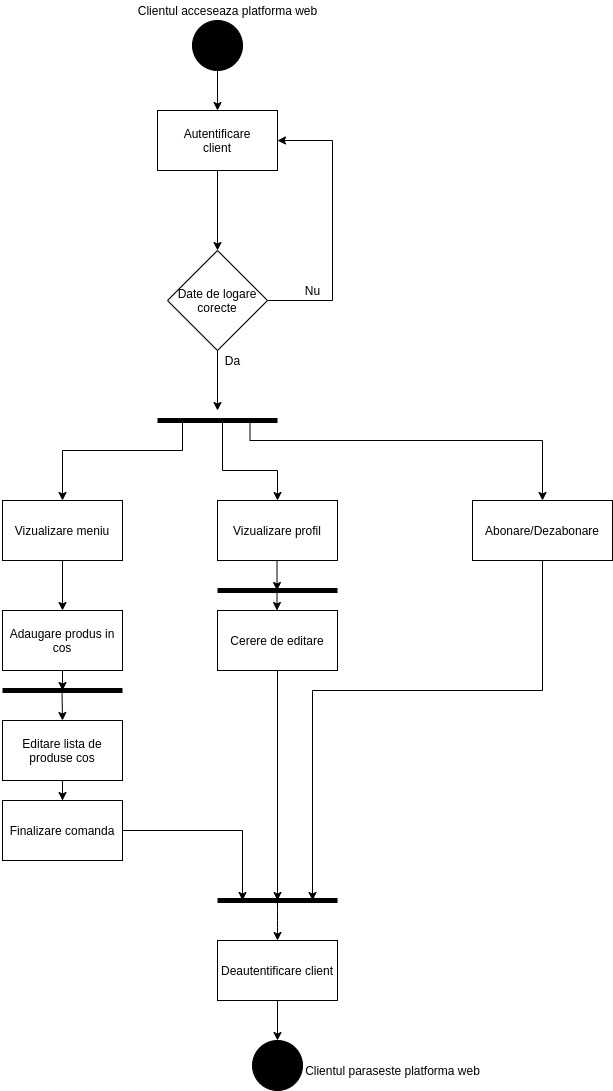 Clientul acceseaza platforma web
Autentificare
client
Date de logare
corecte
Nu
Da
Vizualizare meniu
Vizualizare profil
Abonare/Dezabonare
Adaugare produs in
cos
Cerere de editare
Editare lista de
produse cos
Finalizare comanda
Deautentificare client
Clientul paraseste platforma web